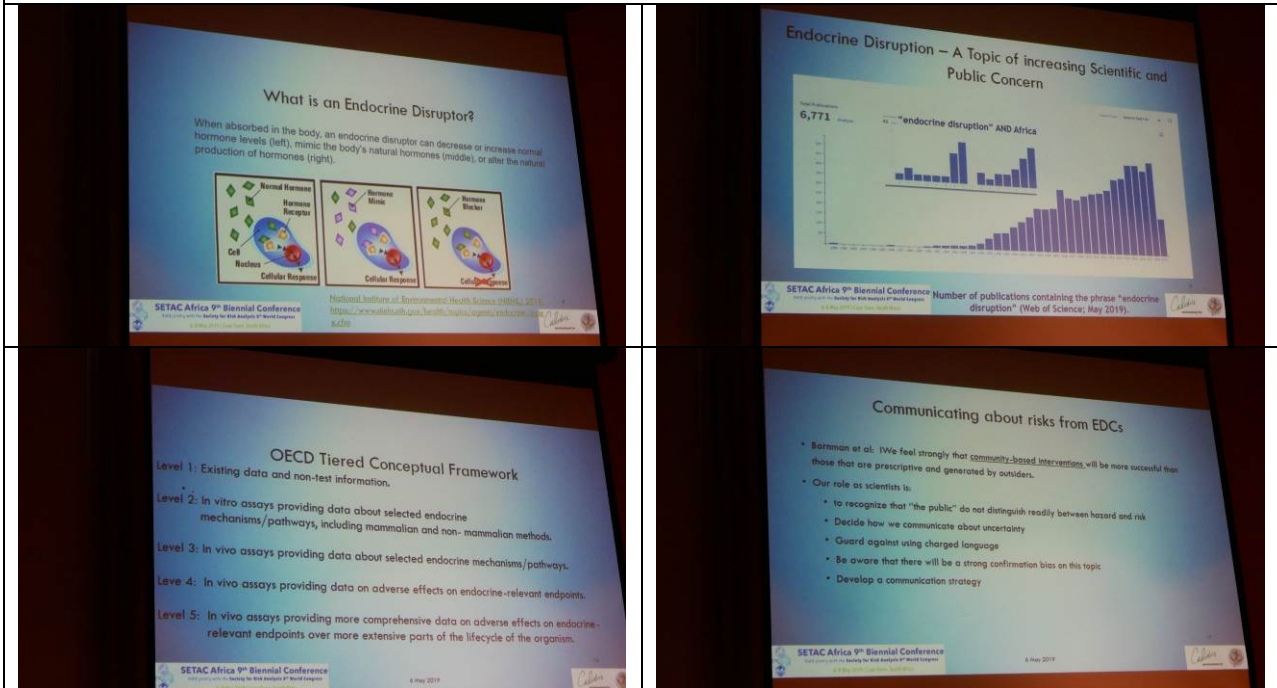 What is an Endocrine Disruptor?
When absorbed in the body, an endocrine disruptor can decrease or increase normal
hormone levels (left), mimic the body's natural hormones (middle), or alter the natural
production of hormones (right).
Normal Hormone
Hormone
Receptor
Cell
Nucleus
Cellular Response
Hormone
Mimic
Cellular Response
Hormone
Blocker
Cellular Response
National Institute of Environmental Health Science
SETAC Africa 9th Biennial Conference
Endocrine Disruption – A Topic of increasing Scientific and
Public Concern
Total Publications
6,771
"endocrine disruption" AND Africa
SETAC Africa 9th Biennial Conference
Number of publications containing the phrase "endocrine
disruption" (Web of Science; May 2019).
OECD Tiered Conceptual Framework
Level 1: Existing data and non-test information.
Level 2: In vitro assays providing data about selected endocrine
mechanisms/pathways, including mammalian and non- mammalian methods.
Level 3: In vivo assays providing data about selected endocrine mechanisms/pathways.
Leve 4: In vivo assays providing data on adverse effects on endocrine-relevant endpoints.
Level 5: In vivo assays providing more comprehensive data on adverse effects on endocrine-
relevant endpoints over more extensive parts of the lifecycle of the organism.
SETAC Africa 9th Biennial Conference
6 May 2019
Communicating about risks from EDCs
• Bornman et al: IWe feel strongly that community-based interventions will be more successful than
those that are prescriptive and generated by outsiders.
• Our role as scientists is:
• to recognize that "the public" do not distinguish readily between hazard and risk
• Decide how we communicate about uncertainty
• Guard against using charged language
• Be aware that there will be a strong confirmation bias on this topic
• Develop a communication strategy
SETAC Africa 9th Biennial Conference
6 May 2019